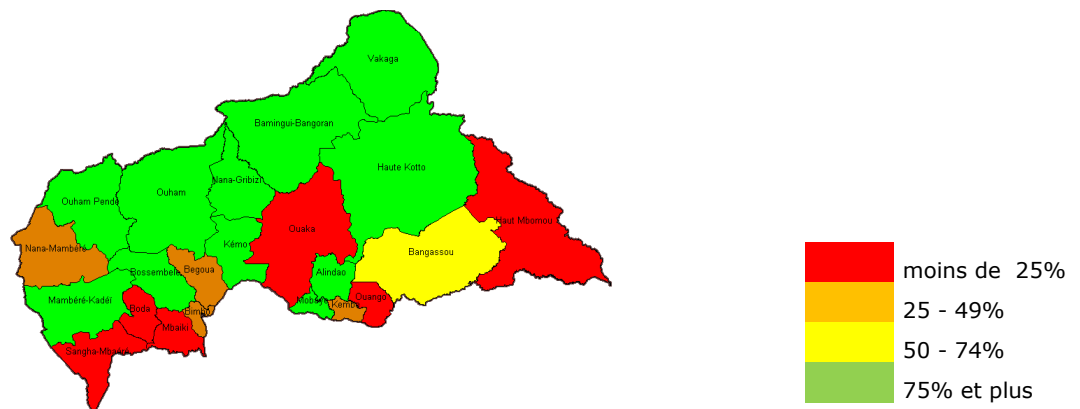 Vakaga
Bamingui-Bangoran
Haute Kotto
Nana-Gribizi
Ouham
Ouham Pendé
Haut Mbomou
Ouaka
Kémo
Nana-Mambéré
Bangassou
Begoua
Bossembele
Alindao
Mambéré-Kadéï
Mobaye
Ouango
Kembe
Boda
Bimbo
Mbaiki
Sangha-Mbaéré
moins de 25%
25 - 49%
50 - 74%
75% et plus